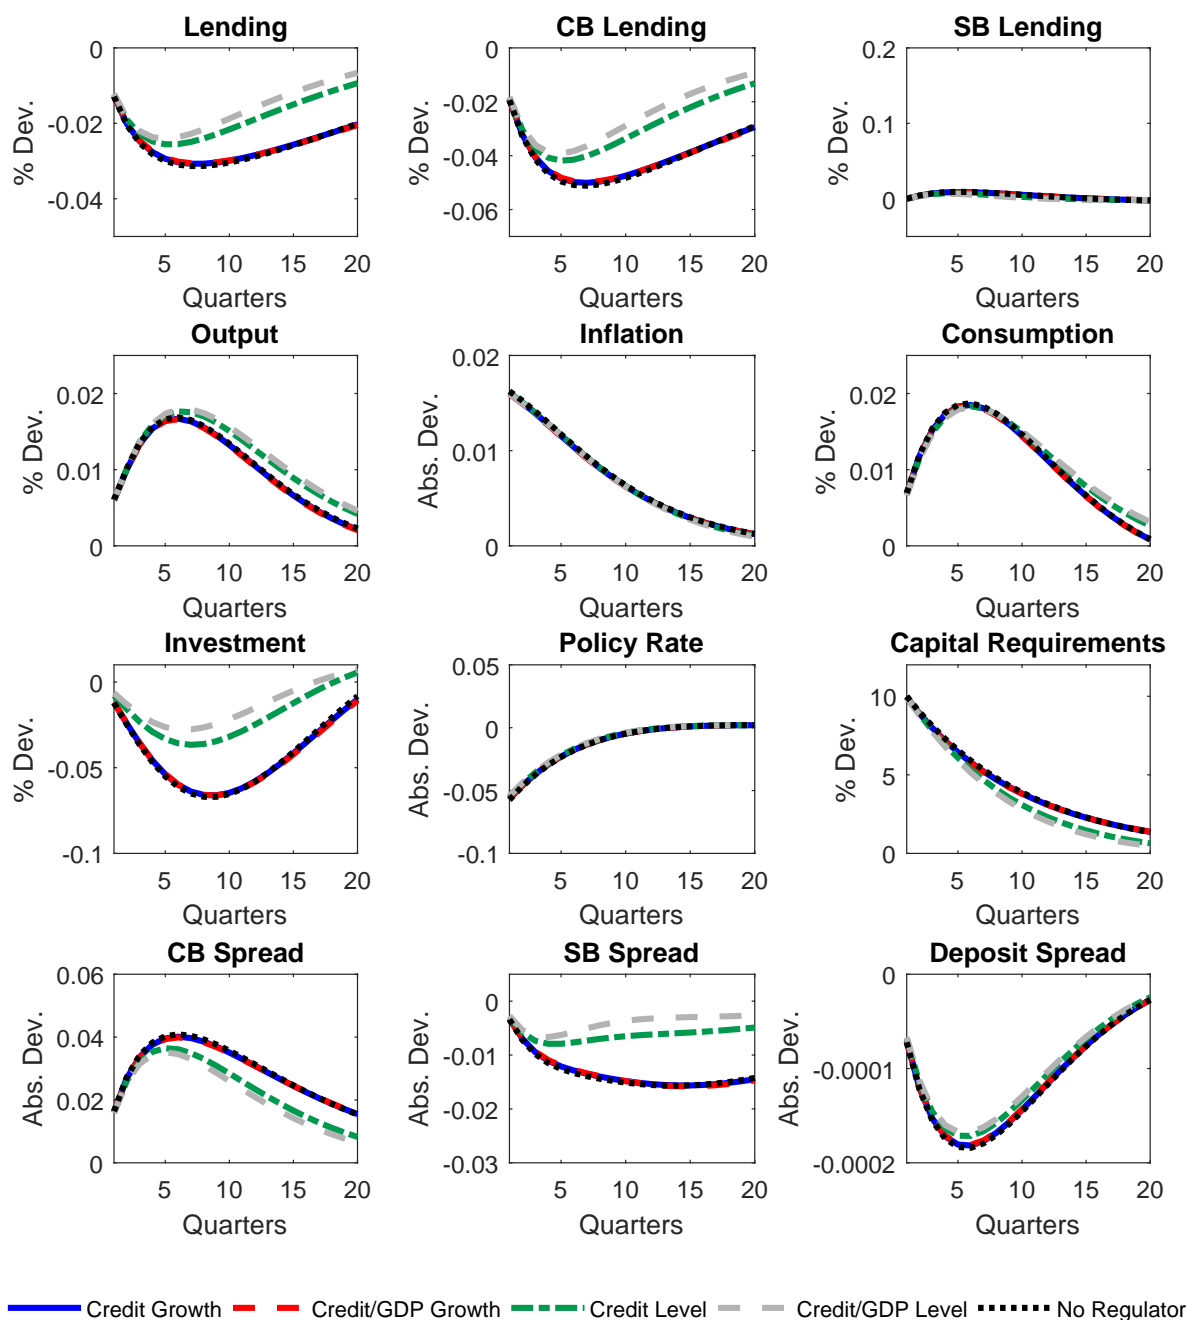 Lending CB Lending SB Lending
0 0 0.2
-0.02 -0.02 0.1
-0.04 -0.04 0
-0.06
% Dev. % Dev. % Dev.
5 10 15 20 5 10 15 20 5 10 15 20
Quarters Quarters Quarters
Output Inflation Consumption
0.02 0.02 0.02
0.01 0.01 0.01
0 0 0
% Dev. Abs. Dev. % Dev.
5 10 15 20 5 10 15 20 5 10 15 20
Quarters Quarters Quarters
Investment Policy Rate Capital Requirements
0 0.05 10
-0.05 0 5
-0.1 -0.05 0
-0.1
% Dev. Abs. Dev. % Dev.
5 10 15 20 5 10 15 20 5 10 15 20
Quarters Quarters Quarters
CB Spread SB Spread Deposit Spread
0.06 0 0
0.04 -0.01 -0.0001
0.02 -0.02 -0.0002
0 -0.03
Abs. Dev. Abs. Dev. Abs. Dev.
5 10 15 20 5 10 15 20 5 10 15 20
Quarters Quarters Quarters
Credit Growth Credit/GDP Growth Credit Level Credit/GDP Level No Regulator